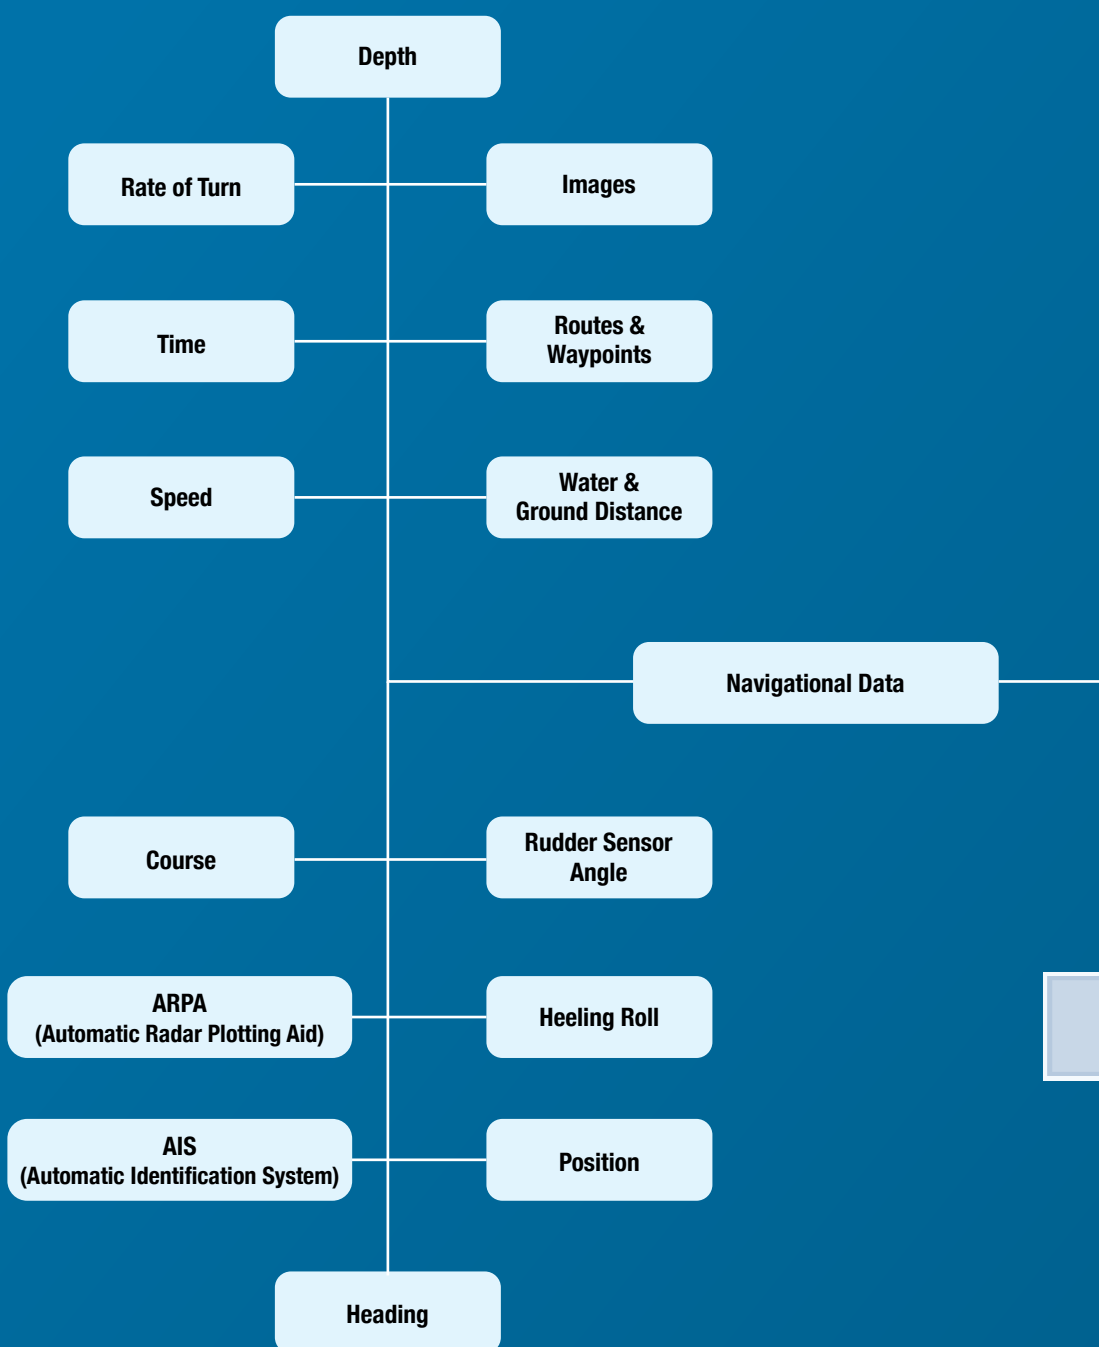 Depth
Rate of Turn
Images
Time
Routes &
Waypoints
Speed
Water &
Ground Distance
Navigational Data
Course
Rudder Sensor
Angle
ARPA
(Automatic Radar Plotting Aid)
Heeling Roll
AIS
(Automatic Identification System)
Position
Heading